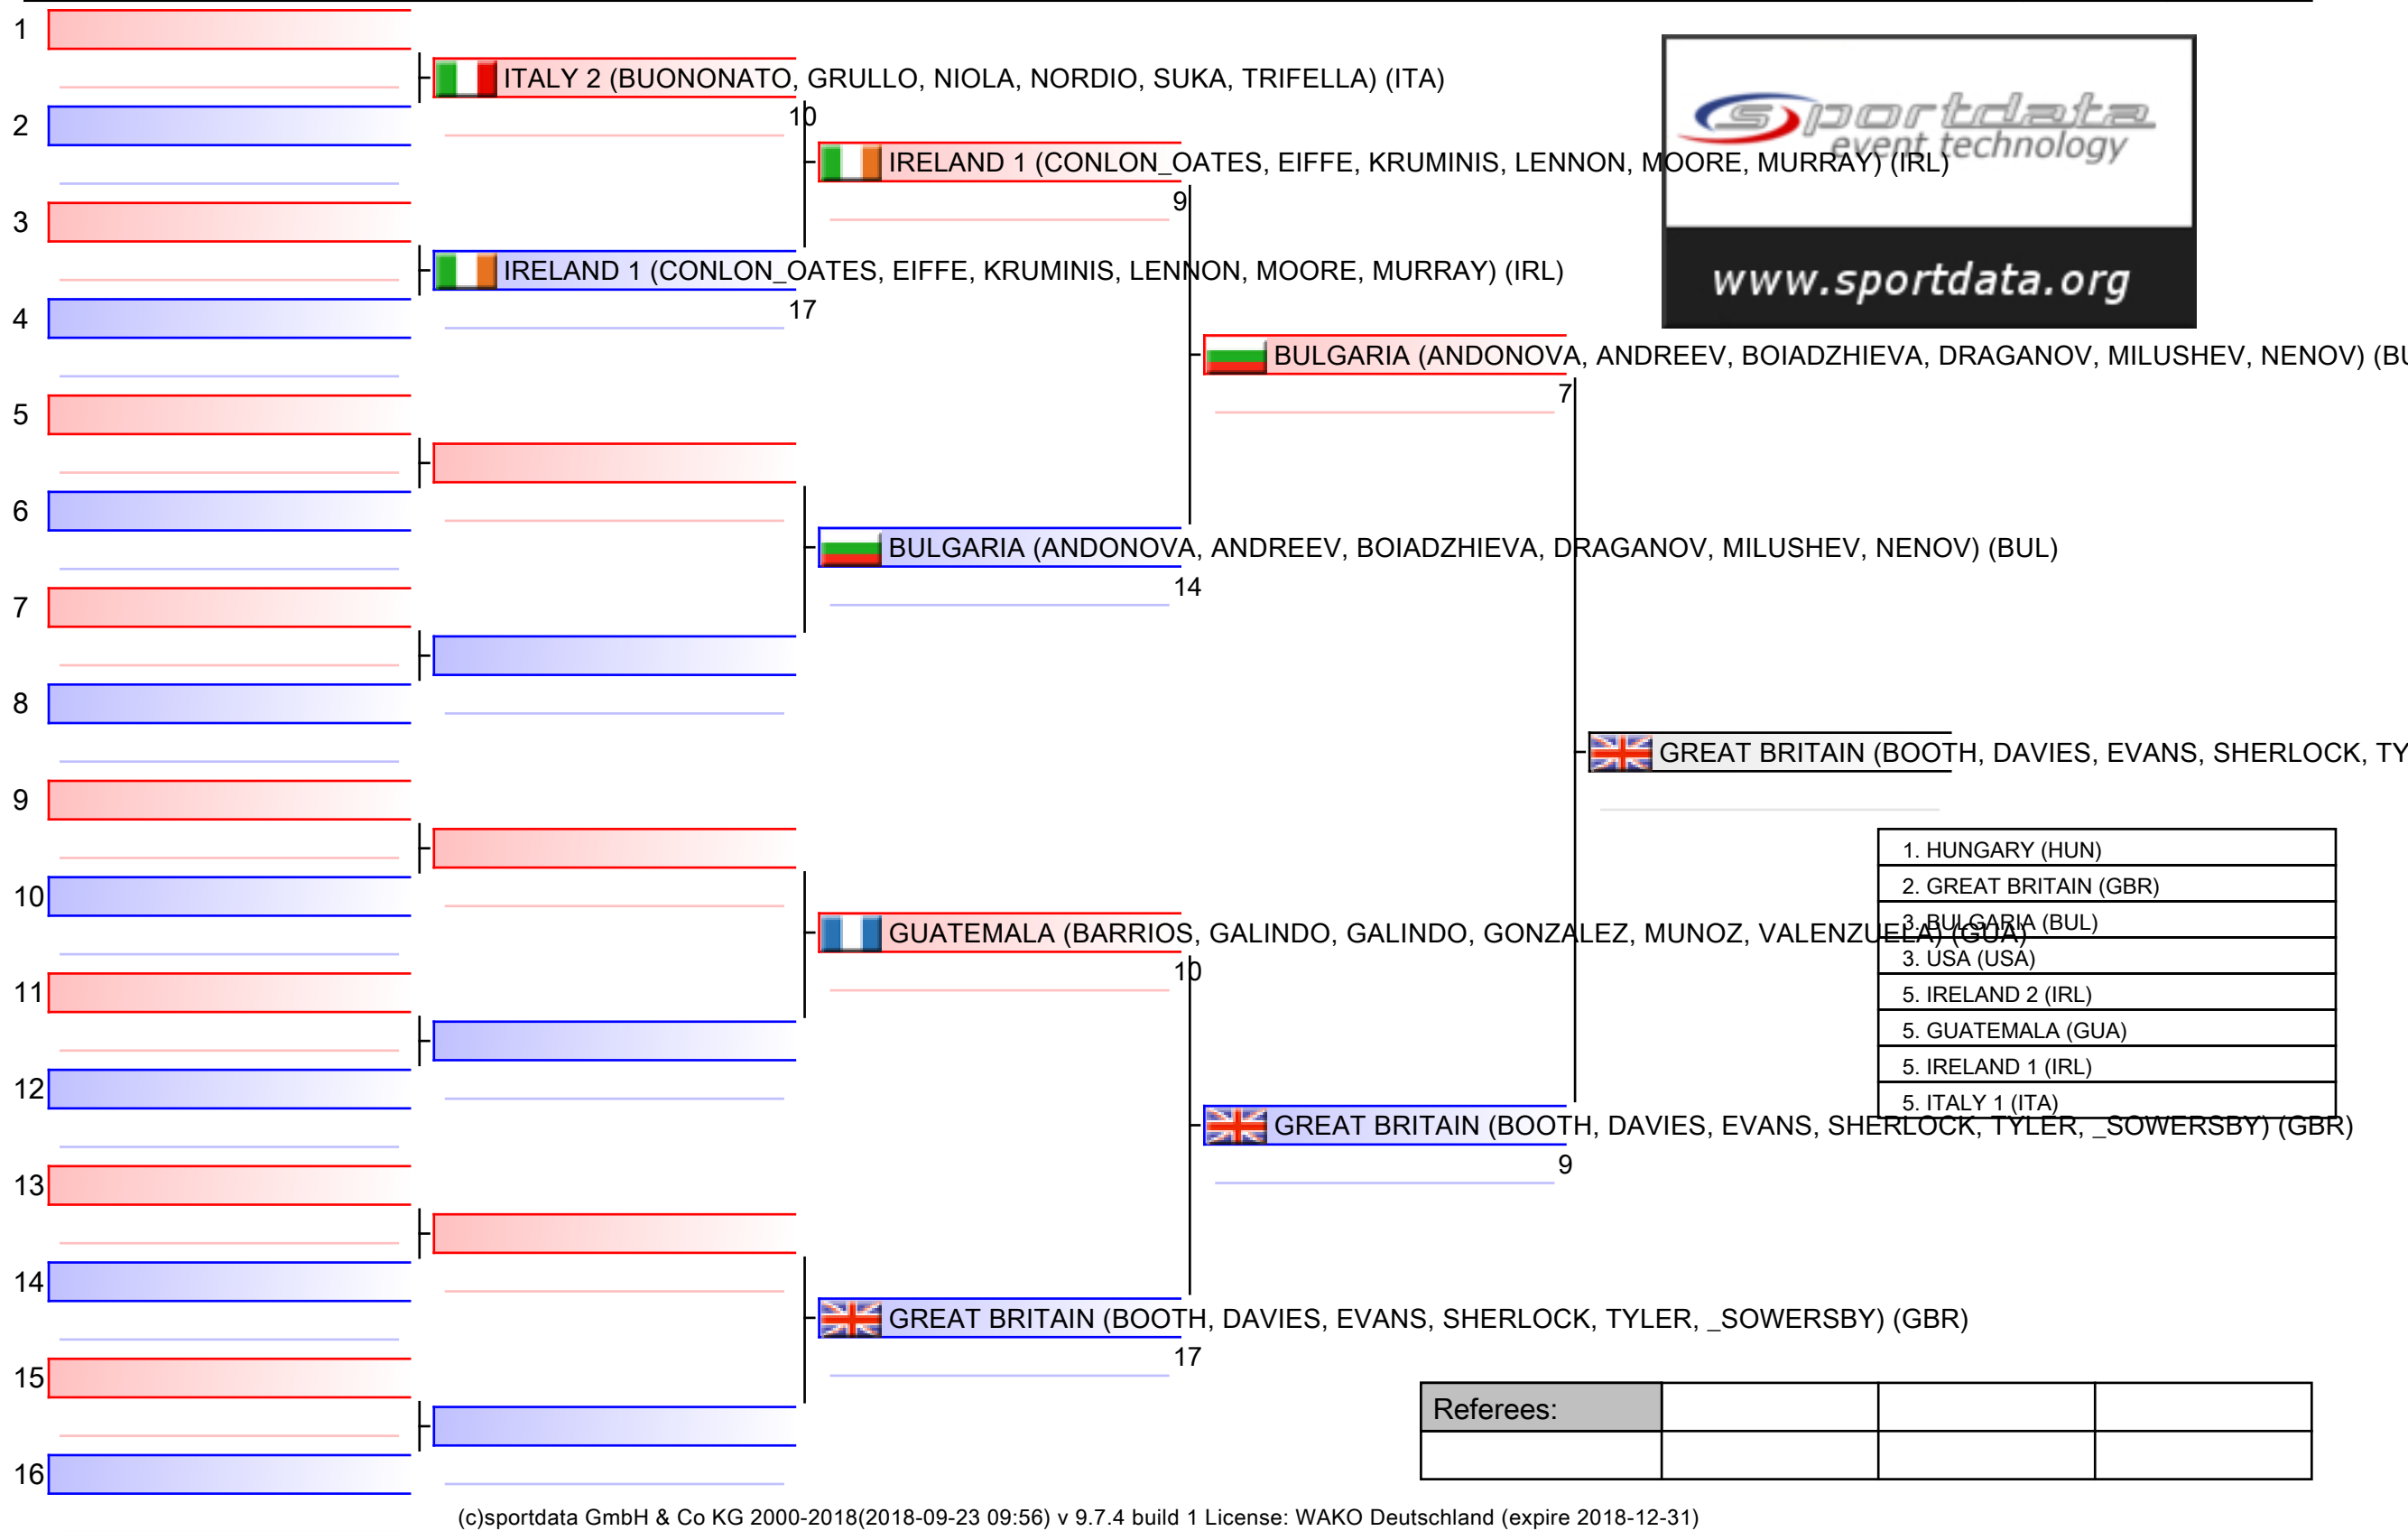 1
ITALY 2 (BUONONATO, GRULLO, NIOLA, NORDIO, SUKA, TRIFELLA) (ITA)
10
2
sportdata
event technology
IRELAND 1 (CONLON_OATES, EIFFE, KRUMINIS, LENNON, MOORE, MURRAY) (IRL)
9
3
IRELAND 1 (CONLON_OATES, EIFFE, KRUMINIS, LENNON, MOORE, MURRAY) (IRL)
17
www.sportdata.org
4
BULGARIA (ANDONOVA, ANDREEV, BOIADZHIEVA, DRAGANOV, MILUSHEV, NENOV) (BU
7
5
6
BULGARIA (ANDONOVA, ANDREEV, BOIADZHIEVA, DRAGANOV, MILUSHEV, NENOV) (BUL)
14
7
8
GREAT BRITAIN (BOOTH, DAVIES, EVANS, SHERLOCK, TY
9
1. HUNGARY (HUN)
2. GREAT BRITAIN (GBR)
3. BULGARIA (BUL)
3. USA (USA)
5. IRELAND 2 (IRL)
5. GUATEMALA (GUA)
5. IRELAND 1 (IRL)
5. ITALY 1 (ITA)
10
GUATEMALA (BARRIOS, GALINDO, GALINDO, GONZALEZ, MUNOZ, VALENZUELA) (GUA)
10
11
12
GREAT BRITAIN (BOOTH, DAVIES, EVANS, SHERLOCK, TYLER, _SOWERSBY) (GBR)
9
13
14
GREAT BRITAIN (BOOTH, DAVIES, EVANS, SHERLOCK, TYLER, _SOWERSBY) (GBR)
17
15
Referees:
16
(c)sportdata GmbH & Co KG 2000-2018(2018-09-23 09:56) v 9.7.4 build 1 License: WAKO Deutschland (expire 2018-12-31)